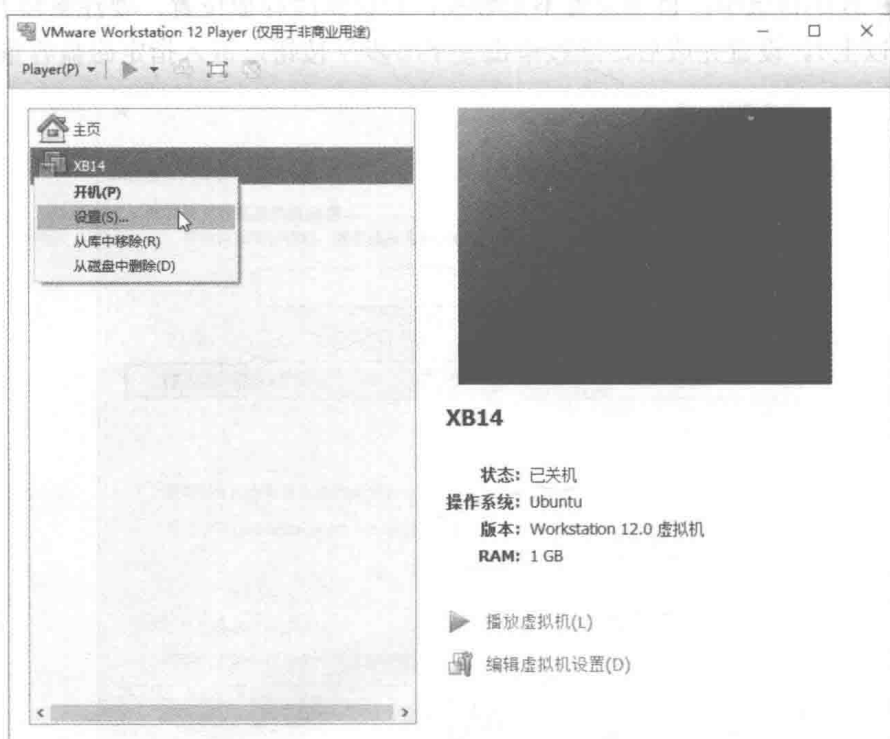 VMware Workstation 12 Player (仅用于非商业用途)
Player(P)
主页
XB14
开机(P)
设置(S)...
从库中移除(R)
从磁盘中删除(D)
XB14
状态: 已关机
操作系统: Ubuntu
版本: Workstation 12.0 虚拟机
RAM: 1 GB
播放虚拟机(L)
编辑虚拟机设置(D)